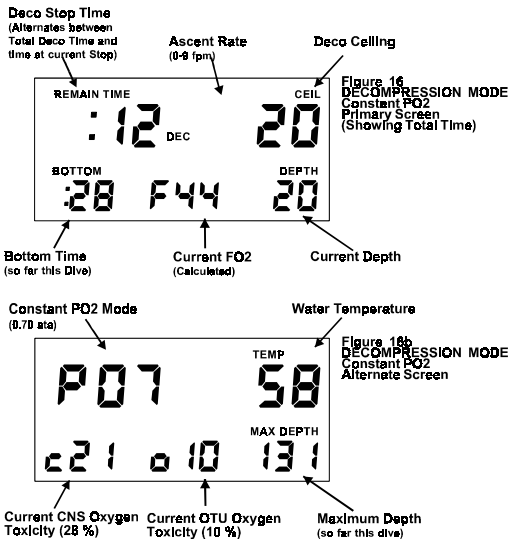 Deco Stop Time
(Alternates between
Total Deco Time and
time at current Stop)
Ascent Rate
(0-9 fpm)
Deco Ceiling
REMAIN TIME
CEIL
:12 DEC
20
BOTTOM
DEPTH
:28
F44
20
Figure 16
DECOMPRESSION MODE
Constant PO2
Primary Screen
(Showing Total Time)
Bottom Time
(so far this Dive)
Current FO2
(Calculated)
Current Depth
Constant PO2 Mode
(0.70 ata)
Water Temperature
TEMP
P07
58
MAX DEPTH
c21
o10
131
Figure 16b
DECOMPRESSION MODE
Constant PO2
Alternate Screen
Current CNS Oxygen
Toxicity (28 %)
Current OTU Oxygen
Toxicity (10 %)
Maximum Depth
(so far this dive)